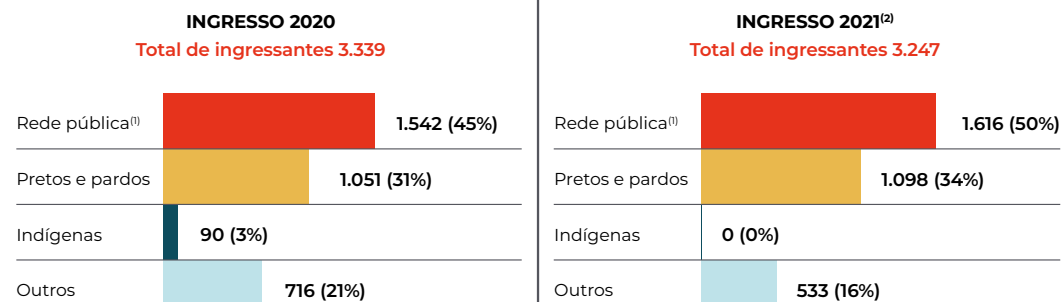 INGRESSO 2020
Total de ingressantes 3.339
Rede pública⁽¹⁾ 1.542 (45%)
Pretos e pardos 1.051 (31%)
Indígenas 90 (3%)
Outros 716 (21%)
INGRESSO 2021⁽²⁾
Total de ingressantes 3.247
Rede pública⁽¹⁾ 1.616 (50%)
Pretos e pardos 1.098 (34%)
Indígenas 0 (0%)
Outros 533 (16%)